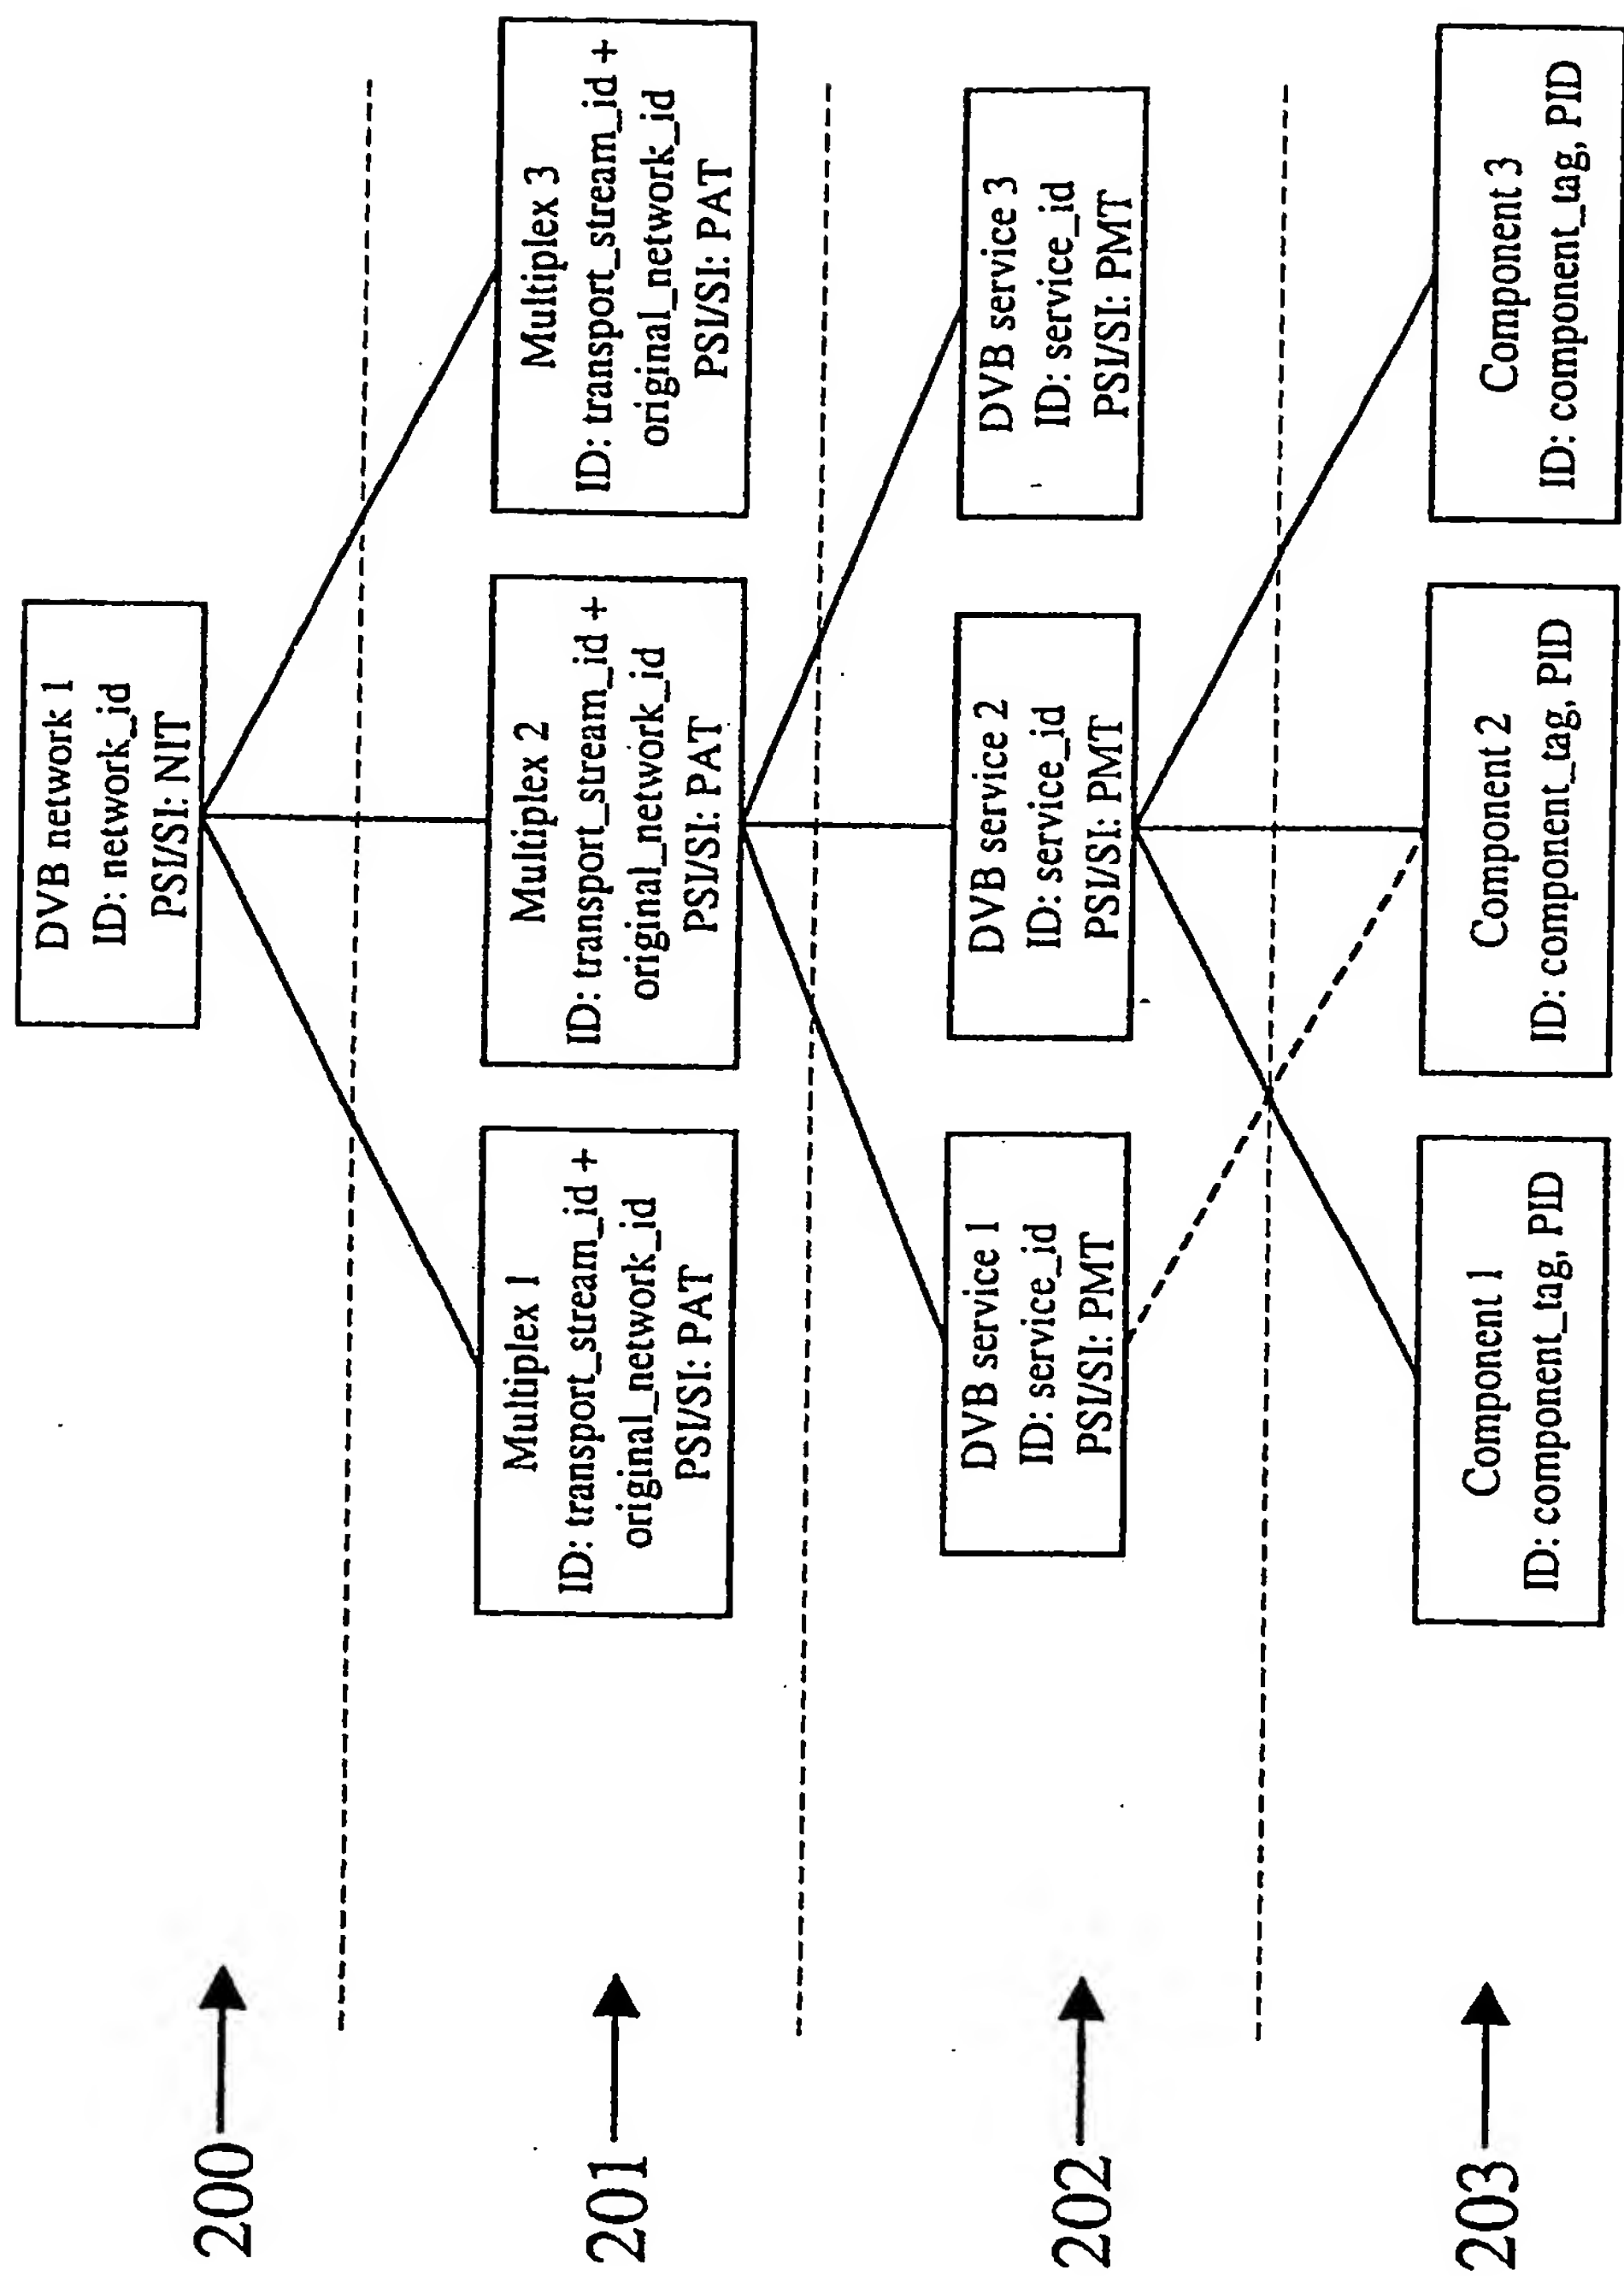 200
DVB network 1
ID: network_id
PSI/SI: NIT
201
Multiplex 1
ID: transport_stream_id +
original_network_id
PSI/SI: PAT
Multiplex 2
ID: transport_stream_id +
original_network_id
PSI/SI: PAT
Multiplex 3
ID: transport_stream_id +
original_network_id
PSI/SI: PAT
202
DVB service 1
ID: service_id
PSI/SI: PMT
DVB service 2
ID: service_id
PSI/SI: PMT
DVB service 3
ID: service_id
PSI/SI: PMT
203
Component 1
ID: component_tag, PID
Component 2
ID: component_tag, PID
Component 3
ID: component_tag, PID